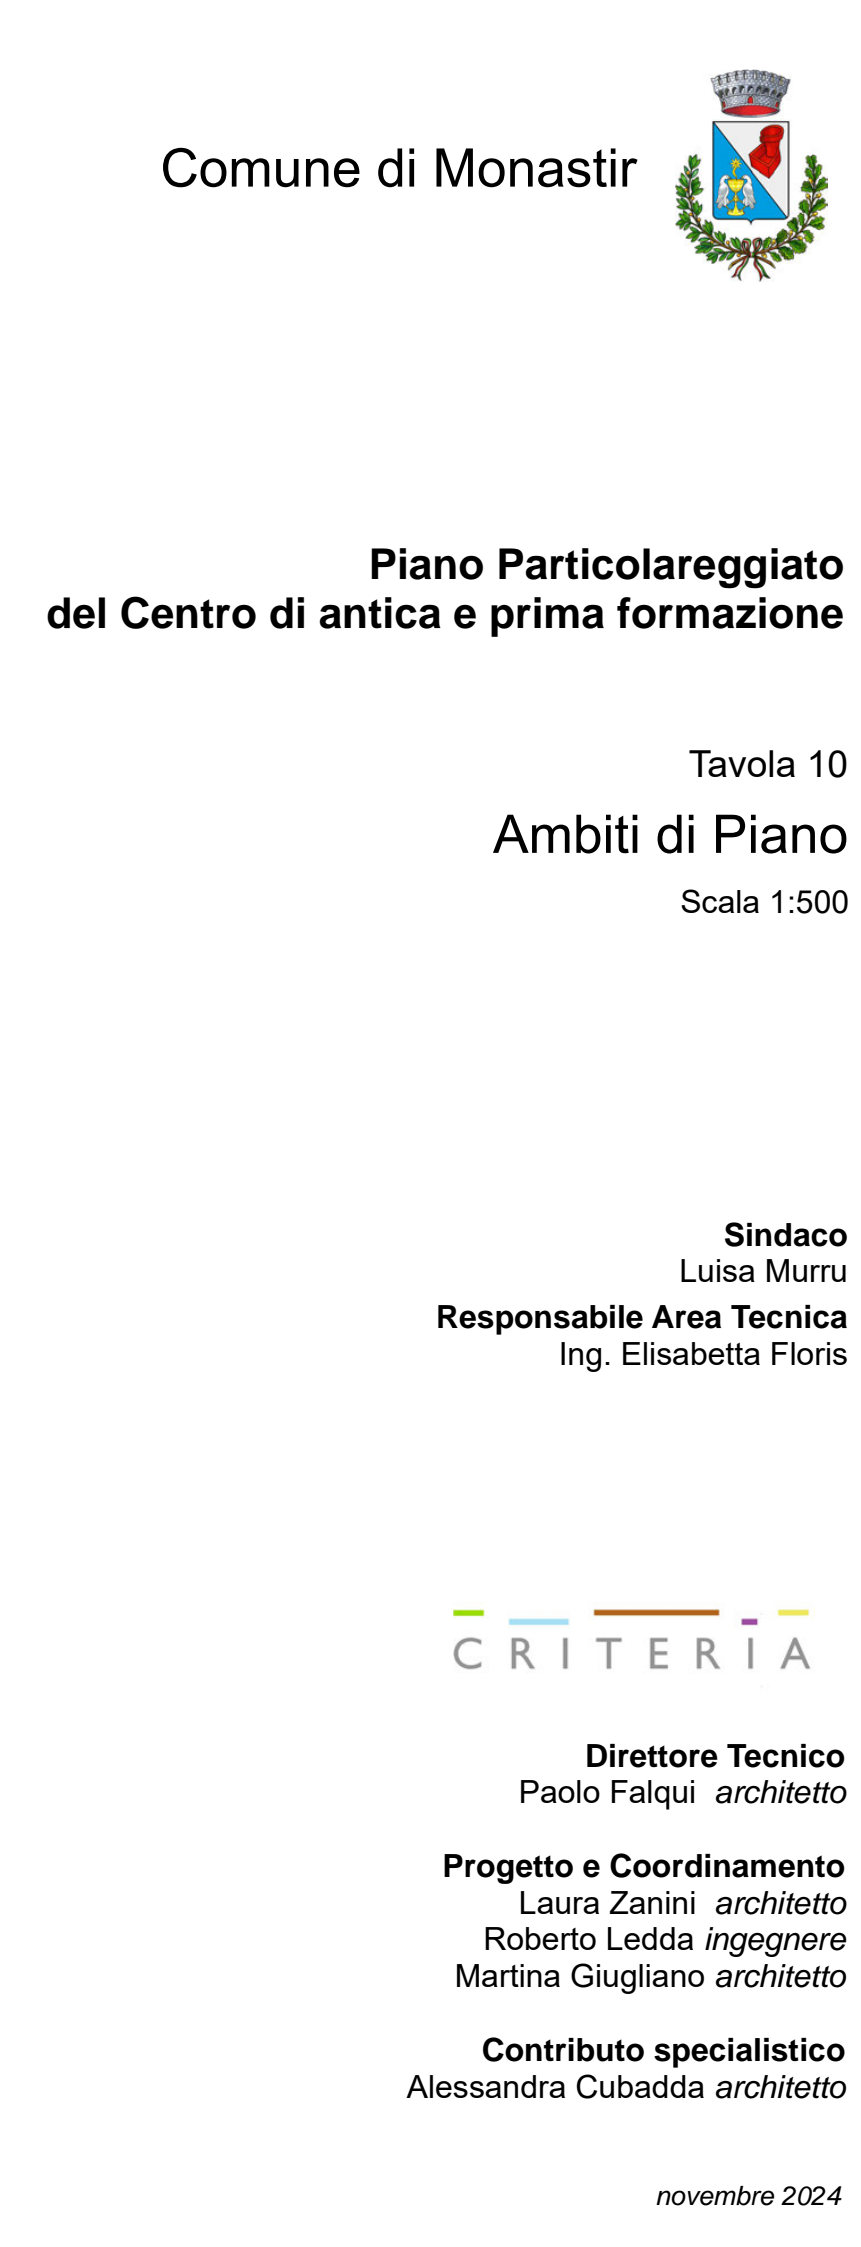 Comune di Monastir
Piano Particolareggiato
del Centro di antica e prima formazione
Tavola 10
Ambiti di Piano
Scala 1:500
Sindaco
Luisa Murru
Responsabile Area Tecnica
Ing. Elisabetta Floris
CRITERIA
Direttore Tecnico
Paolo Falqui architetto
Progetto e Coordinamento
Laura Zanini architetto
Roberto Ledda ingegnere
Martina Giugliano architetto
Contributo specialistico
Alessandra Cubadda architetto
novembre 2024